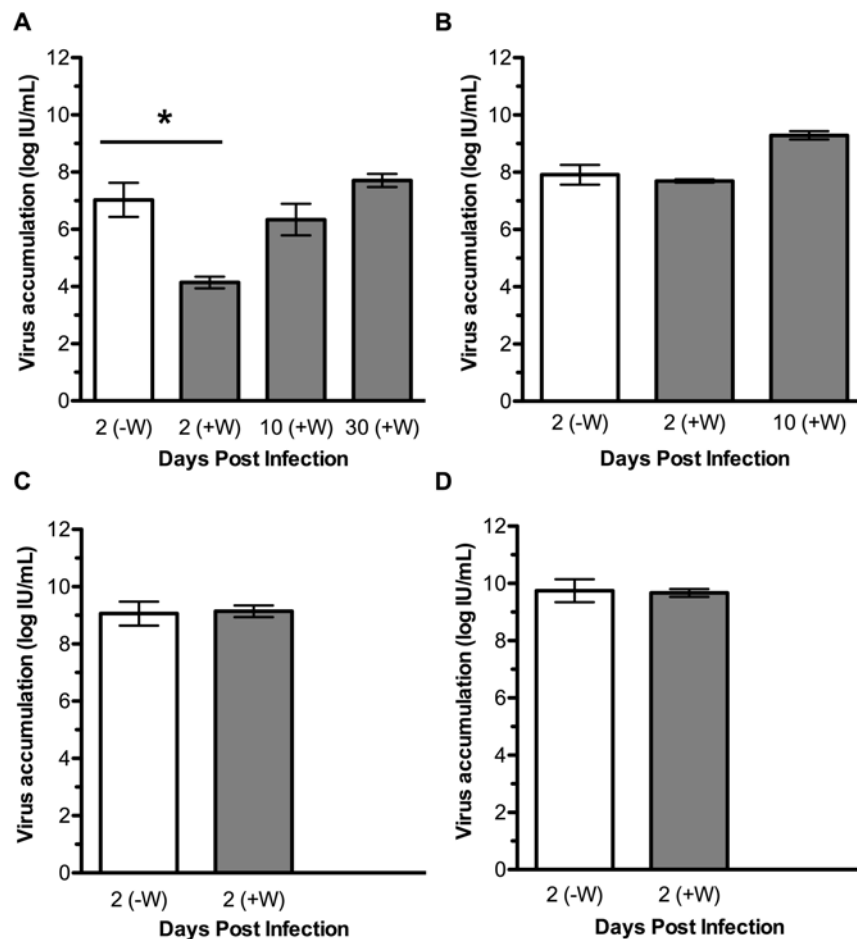 A
Virus accumulation (log IU/mL)
12
10
8
6
4
2
0
*
2 (-W) 2 (+W) 10 (+W) 30 (+W)
Days Post Infection
B
Virus accumulation (log IU/mL)
12
10
8
6
4
2
0
2 (-W) 2 (+W) 10 (+W)
Days Post Infection
C
Virus accumulation (log IU/mL)
12
10
8
6
4
2
0
2 (-W) 2 (+W)
Days Post Infection
D
Virus accumulation (log IU/mL)
12
10
8
6
4
2
0
2 (-W) 2 (+W)
Days Post Infection